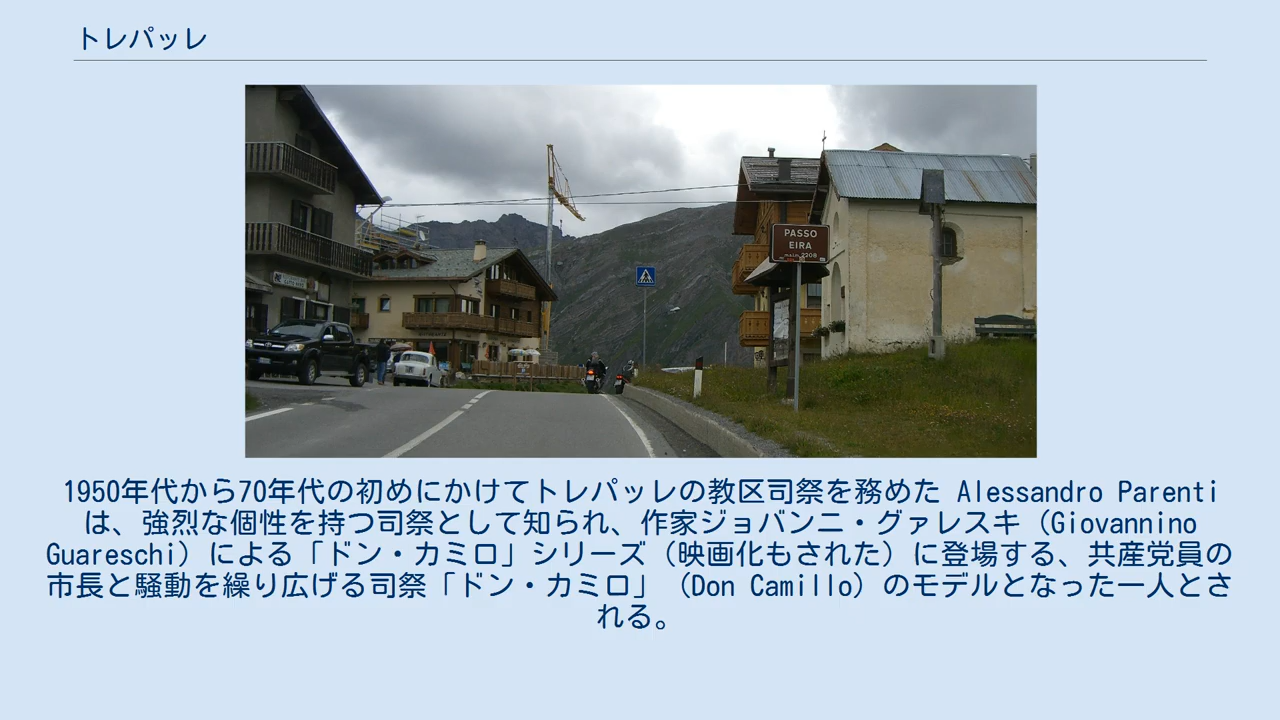 トレパッレ
PASSO
EIRA
2208
1950年代から70年代の初めにかけてトレパッレの教区司祭を務めた Alessandro Parenti
は、強烈な個性を持つ司祭として知られ、作家ジョバンニ・グァレスキ（Giovannino
Guareschi）による「ドン・カミロ」シリーズ（映画化もされた）に登場する、共産党員の
市長と騒動を繰り広げる司祭「ドン・カミロ」（Don Camillo）のモデルとなった一人とさ
れる。